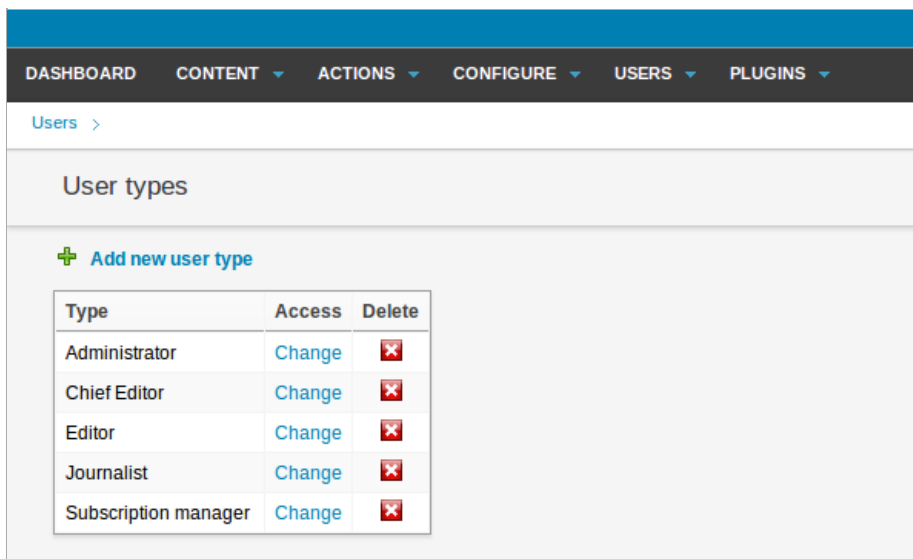 DASHBOARD CONTENT ACTIONS CONFIGURE USERS PLUGINS
Users >
User types
Add new user type
Type Access Delete
Administrator Change
Chief Editor Change
Editor Change
Journalist Change
Subscription manager Change